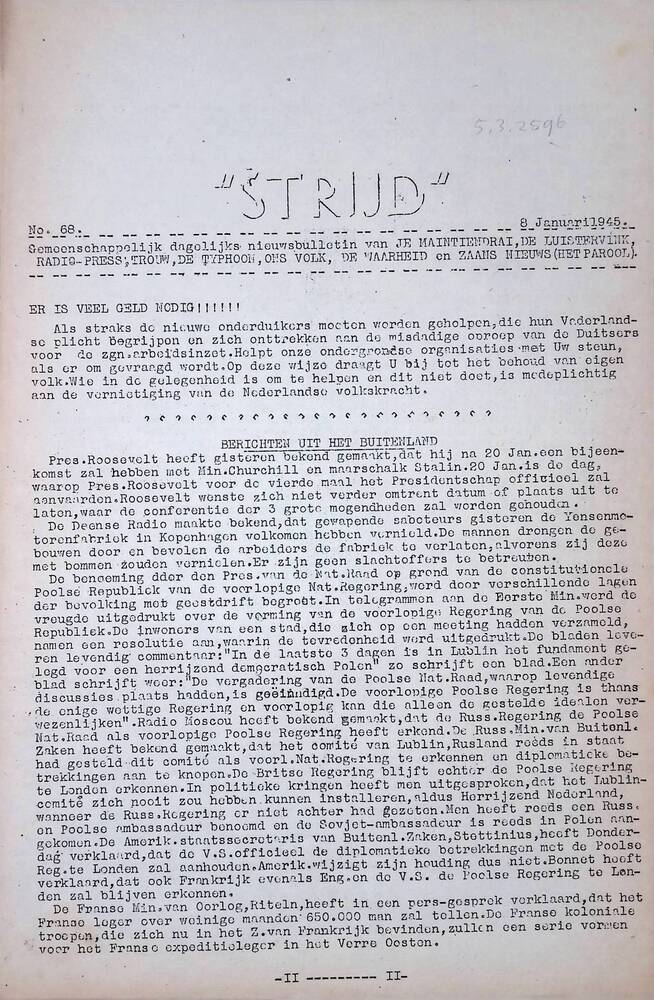 5.3.2596
"STRIJD"
No. 68. 8 Januari1945.
Gemeenschappelijk dagelijks nieuwsbulletin van JE MAINTIENDRAI,DE LUISTERVINK,
RADIO-PRESS,TROUW,DE TYPHOON,ONS VOLK, DE WAARHEID en ZAANS NIEUWS(HET PAROOL).
ER IS VEEL GELD NODIG!!!!!!
Als straks de nieuwe onderduikers moeten worden geholpen,die hun Vaderland-
se plicht begrijpen en zich onttrekken aan de misdadige oproep van de Duitsers
voor de zgn.arbeidsinzet.Helpt onze ondergrondse organisaties met Uw steun,
als er om gevraagd wordt.Op deze wijze draagt U bij tot het behoud van eigen
volk.Wie in de gelegenheid is om te helpen en dit niet doet,is medeplichtig
aan de vernietiging van de Nederlandse volkskracht.
BERICHTEN UIT HET BUITENLAND
Pres.Roosevelt heeft gisteren bekend gemaakt,dat hij na 20 Jan.een bijeen-
komst zal hebben met Min.Churchill en maarschalk Stalin.20 Jan.is de dag,
waarop Pres.Roosevelt voor de vierde maal het Presidentschap officieel zal
aanvaarden.Roosevelt wenste zich niet verder omtrent datum of plaats uit te
laten,waar de conferentie der 3 grote mogendheden zal worden gehouden.
De Deense Radio maakte bekend,dat gewapende saboteurs gisteren de Yensenmo-
torenfabriek in Kopenhagen volkomen hebben vernield.De mannen drongen de ge-
bouwen door en bevolen de arbeiders de fabriek te verlaten,alvorens zij deze
met bommen zouden vernielen.Er zijn geen slachtoffers te betreuren.
De benoeming dder den Pres.van de Nat.Raad op grond van de constitutionele
Poolse Republiek van de voorlopige Nat.Regering,werd door verschillende lagen
der bevolking met geestdrift begroet.In telegrammen aan de Eerste Min.werd de
vreugde uitgedrukt over de vorming van de voorlopige Regering van de Poolse
Republiek.De inwoners van een stad,die zich op een meeting hadden verzameld,
namen een resolutie aan,waarin de tevredenheid werd uitgedrukt.De bladen leve-
ren levendig commentaar:"In de laatste 3 dagen is in Lublin het fundament ge-
legd voor een herrijzend democratisch Polen" zo schrijft een blad.Een ander
blad schrijft weer:"De vergadering van de Poolse Nat.Raad,waarop levendige
discussies plaats hadden,is geëindigd.De voorlopige Poolse Regering is thans
de enige wettige Regering en voorlopig kan die alleen de gestelde idealen ver-
wezenlijken".Radio Moscou heeft bekend gemaakt,dat de Russ.Regering de Poolse
Nat.Raad als voorlopige Poolse Regering heeft erkend.De Russ.Min.van Buitenl.
Zaken heeft bekend gemaakt,dat het comité van Lublin,Rusland reeds in staat
had gesteld dit comité als voorl.Nat.Regering te erkennen en diplomatieke be-
trekkingen aan te knopen.De Britse Regering blijft echter de Poolse Regering
te Londen erkennen.In politieke kringen heeft men uitgesproken,dat het Lublin-
comité zich nooit zou hebben kunnen installeren,aldus Herrijzend Nederland,
wanneer de Russ.Regering er niet achter had gezeten.Men heeft reeds een Russ.
en Poolse ambassadeur benoemd en de Sovjet-ambassadeur is reeds in Polen aan-
gekomen.De Amerik.staatssecretaris van Buitenl.Zaken,Stettinius,heeft Donder-
dag verklaard,dat de V.S.officieel de diplomatieke betrekkingen met de Poolse
Reg.te Londen zal aanhouden.Amerik.wijzigt zijn houding dus niet.Bonnet heeft
verklaard,dat ook Frankrijk evenals Eng.en de V.S. de Poolse Regering te Lon-
den zal blijven erkennen.
De Franse Min.van Oorlog,Riteln,heeft in een pers-gesprek verklaard,dat het
Franse leger over weinige maanden 650.000 man zal tellen.De Franse koloniale
troepen,die zich nu in het Z.van Frankrijk bevinden,zullen een serie vormen
voor het Franse expeditieleger in het Verre Oosten.
-II --------- II-